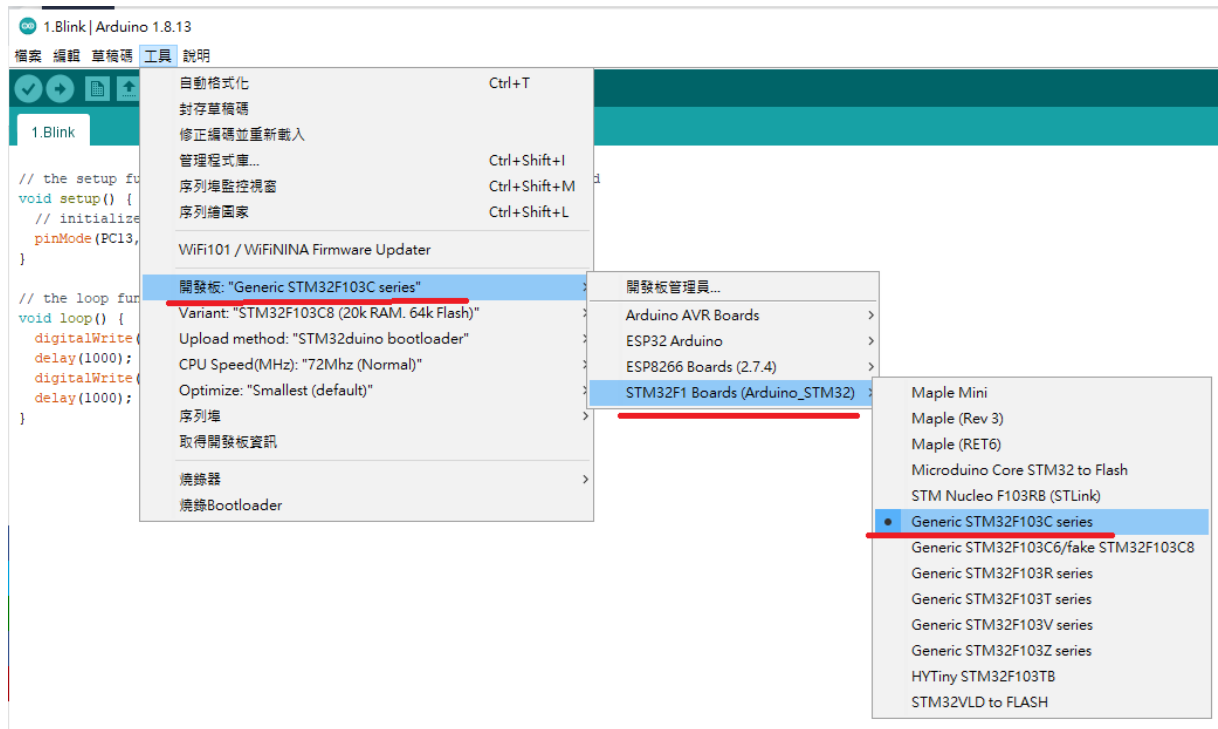 1.Blink | Arduino 1.8.13
檔案 編輯 草稿碼 工具 說明
1.Blink
// the setup fu
void setup() {
// initialize
pinMode(PC13,
}
// the loop fun
void loop() {
digitalWrite(
delay(1000);
digitalWrite(
delay(1000);
}
自動格式化 Ctrl+T
封存草稿碼
修正編碼並重新載入
管理程式庫... Ctrl+Shift+I
序列埠監控視窗 Ctrl+Shift+M
序列繪圖家 Ctrl+Shift+L
WiFi101 / WiFiNINA Firmware Updater
開發板: "Generic STM32F103C series"
Variant: "STM32F103C8 (20k RAM. 64k Flash)"
Upload method: "STM32duino bootloader"
CPU Speed(MHz): "72Mhz (Normal)"
Optimize: "Smallest (default)"
序列埠
取得開發板資訊
燒錄器
燒錄Bootloader
開發板管理員...
Arduino AVR Boards
ESP32 Arduino
ESP8266 Boards (2.7.4)
STM32F1 Boards (Arduino_STM32)
Maple Mini
Maple (Rev 3)
Maple (RET6)
Microduino Core STM32 to Flash
STM Nucleo F103RB (STLink)
Generic STM32F103C series
Generic STM32F103C6/fake STM32F103C8
Generic STM32F103R series
Generic STM32F103T series
Generic STM32F103V series
Generic STM32F103Z series
HYTiny STM32F103TB
STM32VLD to FLASH